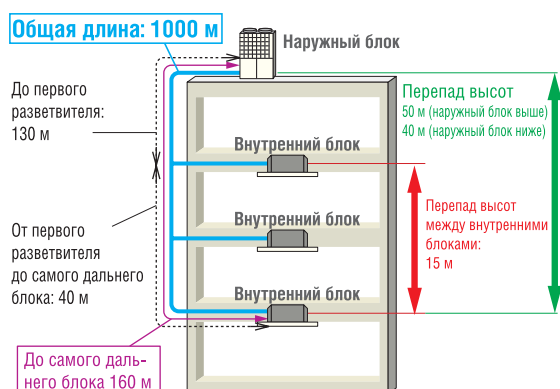 Общая длина: 1000 м
Наружный блок
До первого
разветвителя:
130 м
Перепад высот
50 м (наружный блок выше)
40 м (наружный блок ниже)
Внутренний блок
От первого
разветвителя
до самого дальнего
блока: 40 м
Внутренний блок
Перепад высот
между внутренними
блоками:
15 м
Внутренний блок
До самого даль-
него блока 160 м